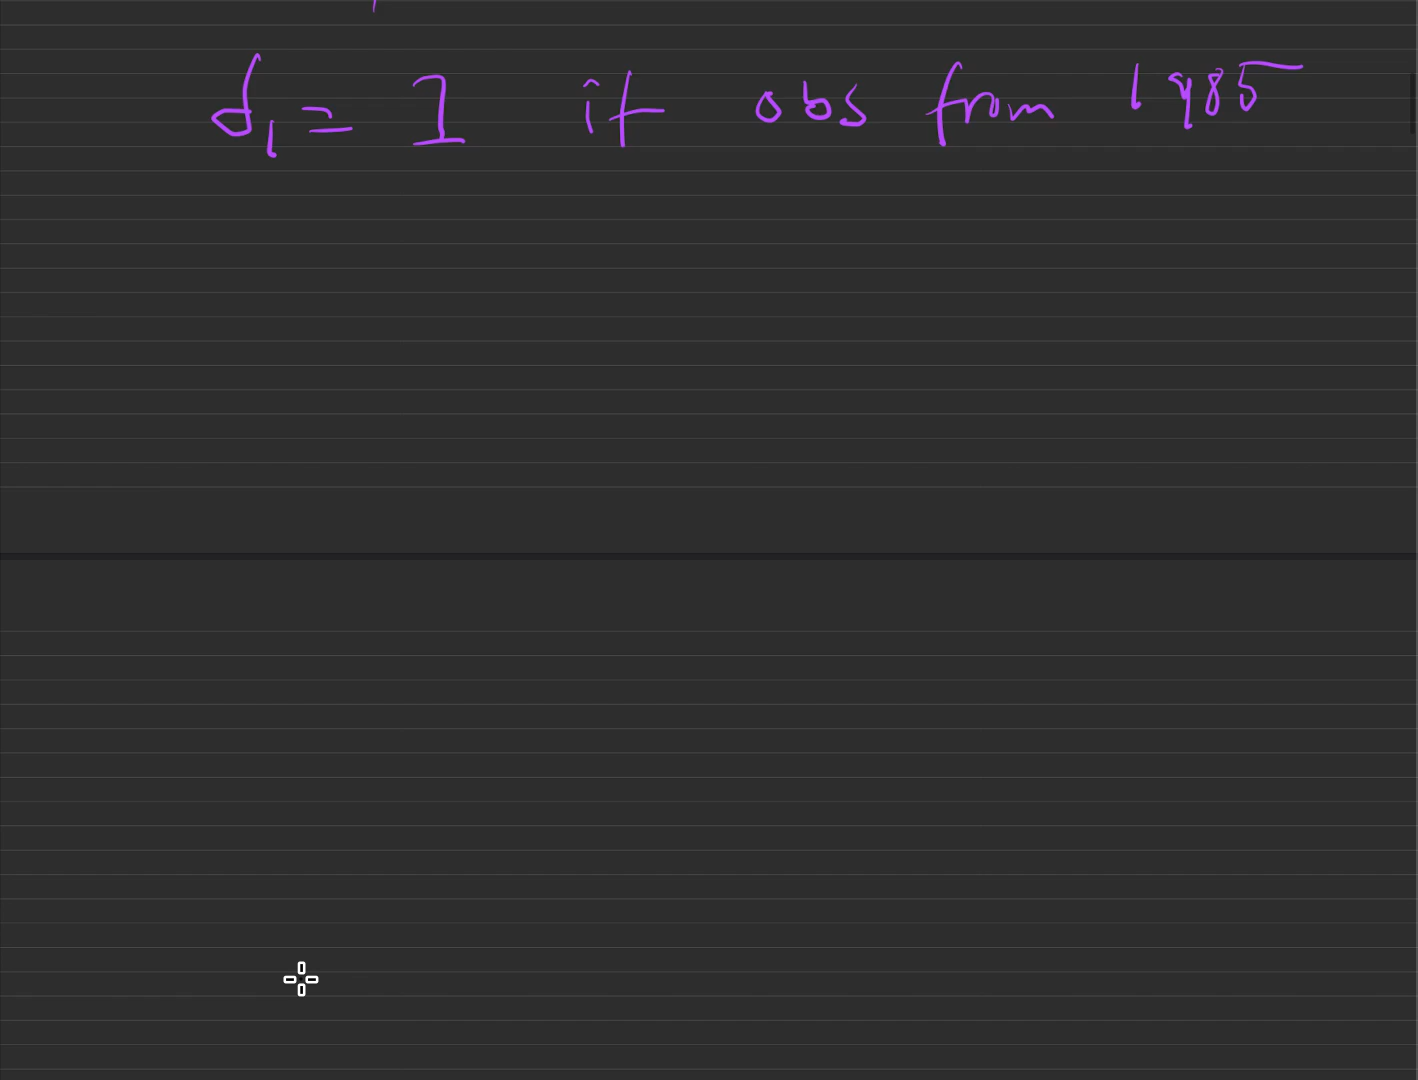 d₁ = 1 if obs from 1985